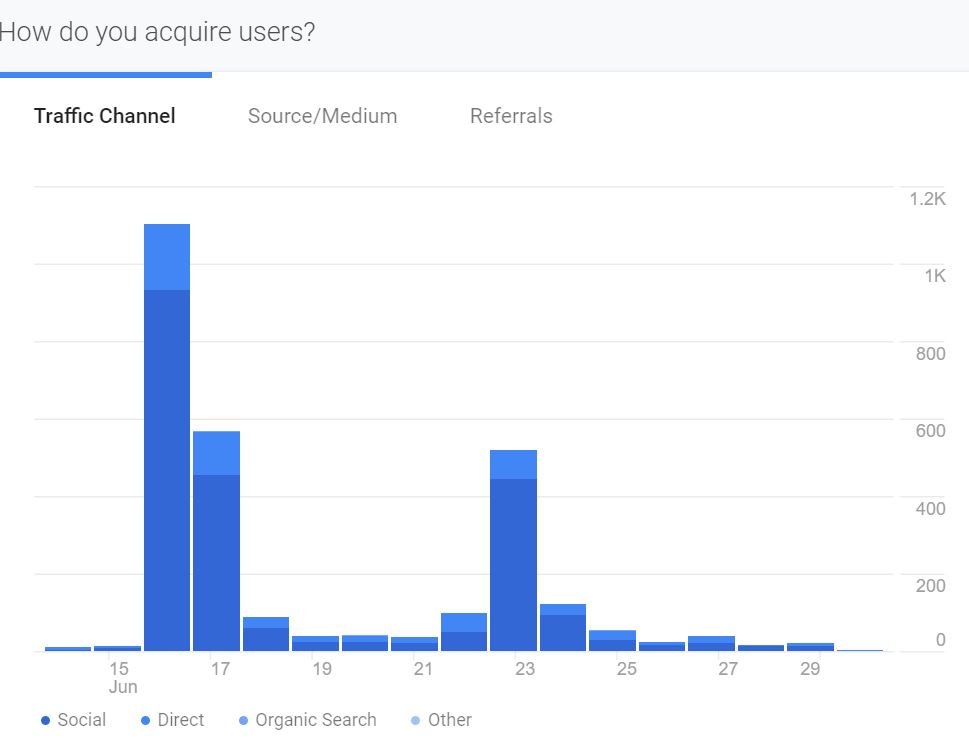 How do you acquire users?
Traffic Channel Source/Medium Referrals
1.2K
1K
800
600
400
200
0
15 17 19 21 23 25 27 29
Jun
Social Direct Organic Search Other